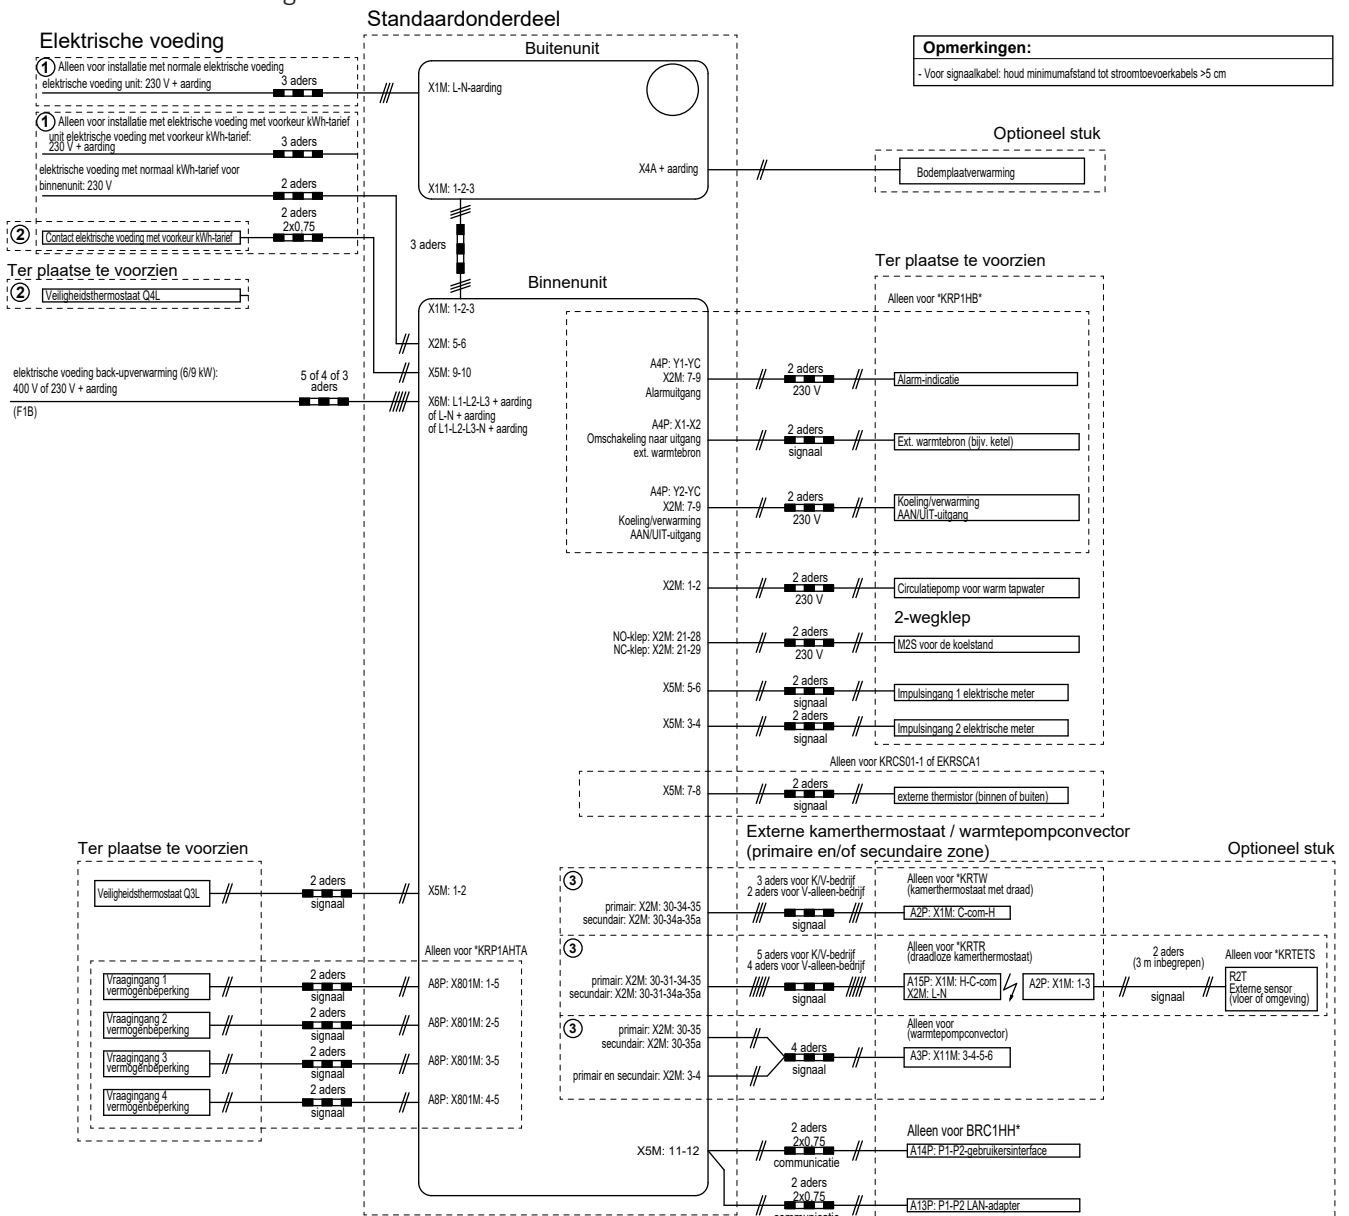 Standaardonderdeel
Elektrische voeding
1 Alleen voor installatie met normale elektrische voeding
elektrische voeding unit: 230 V + aarding
3 aders
1 Alleen voor installatie met elektrische voeding met voorkeur kWh-tarief
unit elektrische voeding met voorkeur kWh-tarief:
230 V + aarding
3 aders
elektrische voeding met normaal kWh-tarief voor
binnenunit: 230 V
2 aders
2 aders
2x0,75
2 Contact elektrische voeding met voorkeur kWh-tarief
Ter plaatse te voorzien
2 Veiligheidsthermostaat Q4L
elektrische voeding back-upverwarming (6/9 kW):
400 V of 230 V + aarding
(F1B)
5 of 4 of 3
aders
Buitenunit
X1M: L-N-aarding
X4A + aarding
X1M: 1-2-3
3 aders
Opmerkingen:
- Voor signaalkabel: houd minimumafstand tot stroomtoevoerkabels >5 cm
Optioneel stuk
Bodemplaatverwarming
Binnenunit
X1M: 1-2-3
X2M: 5-6
X5M: 9-10
X6M: L1-L2-L3 + aarding
of L-N + aarding
of L1-L2-L3-N + aarding
Ter plaatse te voorzien
Alleen voor *KRP1HB*
A4P: Y1-YC
X2M: 7-9
Alarmuitgang
2 aders
230 V
Alarm-indicatie
A4P: X1-X2
Omschakeling naar uitgang
ext. warmtebron
2 aders
signaal
Ext. warmtebron (bijv. ketel)
A4P: Y2-YC
X2M: 7-9
Koeling/verwarming
AAN/UIT-uitgang
2 aders
230 V
Koeling/verwarming
AAN/UIT-uitgang
X2M: 1-2
2 aders
230 V
Circulatiepomp voor warm tapwater
2-wegklep
NO-klep: X2M: 21-28
NC-klep: X2M: 21-29
2 aders
230 V
M2S voor de koelstand
X5M: 5-6
2 aders
signaal
Impulsingang 1 elektrische meter
X5M: 3-4
2 aders
signaal
Impulsingang 2 elektrische meter
Alleen voor KRCS01-1 of EKRSCA1
X5M: 7-8
2 aders
signaal
externe thermistor (binnen of buiten)
Externe kamerthermostaat / warmtepompconvector
(primaire en/of secundaire zone)
Optioneel stuk
3
primair: X2M: 30-34-35
secundair: X2M: 30-34a-35a
3 aders voor K/V-bedrijf
2 aders voor V-alleen-bedrijf
signaal
Alleen voor *KRTW
(kamerthermostaat met draad)
A2P: X1M: C-com-H
3
primair: X2M: 30-31-34-35
secundair: X2M: 30-31-34a-35a
5 aders voor K/V-bedrijf
4 aders voor V-alleen-bedrijf
signaal
Alleen voor *KRTR
(draadloze kamerthermostaat)
A15P: X1M: H-C-com
X2M: L-N
A2P: X1M: 1-3
2 aders
(3 m inbegrepen)
signaal
Alleen voor *KRTETS
R2T
Externe sensor
(vloer of omgeving)
3
primair: X2M: 30-35
secundair: X2M: 30-35a
primair en secundair: X2M: 3-4
4 aders
signaal
Alleen voor
(warmtepompconvector)
A3P: X11M: 3-4-5-6
X5M: 11-12
2 aders
2x0,75
communicatie
Alleen voor BRC1HH*
A14P: P1-P2-gebruikersinterface
2 aders
2x0,75
communicatie
A13P: P1-P2 LAN-adapter
Ter plaatse te voorzien
Veiligheidsthermostaat Q3L
2 aders
signaal
X5M: 1-2
Alleen voor *KRP1AHTA
Vraagingang 1
vermogenbeperking
2 aders
signaal
A8P: X801M: 1-5
Vraagingang 2
vermogenbeperking
2 aders
signaal
A8P: X801M: 2-5
Vraagingang 3
vermogenbeperking
2 aders
signaal
A8P: X801M: 3-5
Vraagingang 4
vermogenbeperking
2 aders
signaal
A8P: X801M: 4-5